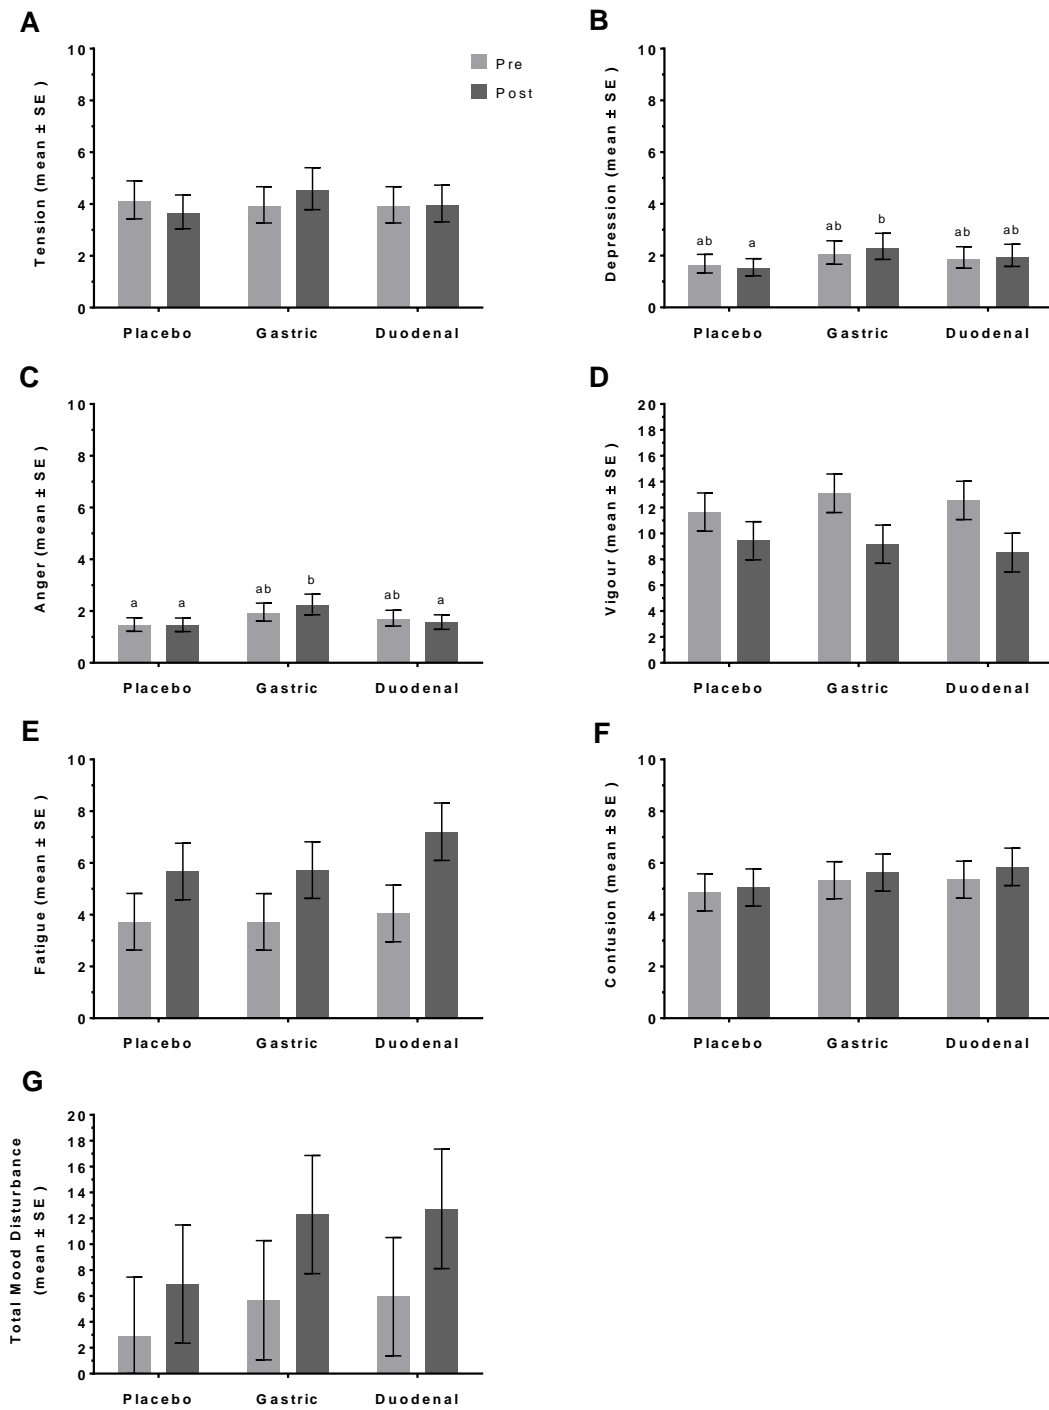 A
Tension (mean ± SE )
10
8
6
4
2
0
Placebo Gastric Duodenal
Pre
Post
B
Depression (mean ± SE )
10
8
6
4
2
0
ab a ab b ab ab
Placebo Gastric Duodenal
C
Anger (mean ± SE )
10
8
6
4
2
0
a a ab b ab a
Placebo Gastric Duodenal
D
Vigour (mean ± SE )
20
18
16
14
12
10
8
6
4
2
0
Placebo Gastric Duodenal
E
Fatigue (mean ± SE )
10
8
6
4
2
0
Placebo Gastric Duodenal
F
Confusion (mean ± SE )
10
8
6
4
2
0
Placebo Gastric Duodenal
G
Total Mood Disturbance
(mean ± SE )
20
18
16
14
12
10
8
6
4
2
0
Placebo Gastric Duodenal